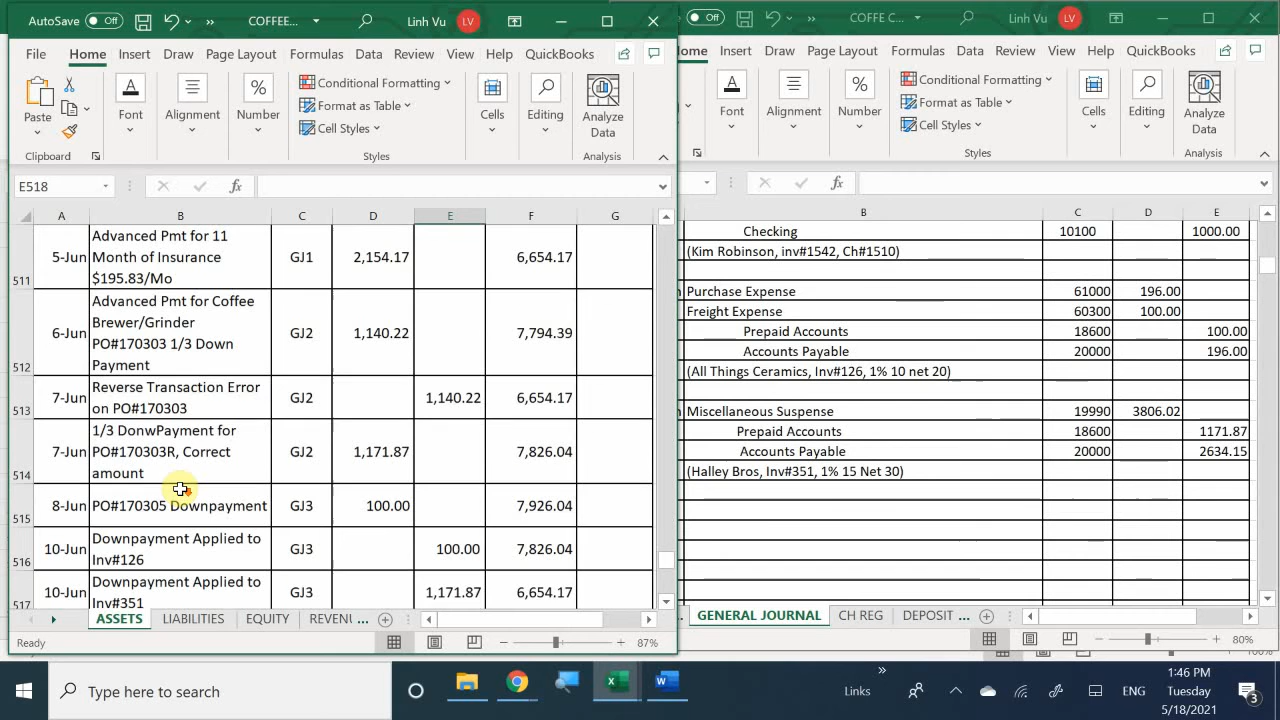 AutoSave Off COFFEE... Linh Vu LV
File Home Insert Draw Page Layout Formulas Data Review View Help QuickBooks
Paste Font Alignment Number Conditional Formatting Format as Table Cell Styles Cells Editing Analyze Data
Clipboard Styles Analysis
E518 fx
A B C D E F G
511 5-Jun Advanced Pmt for 11 Month of Insurance $195.83/Mo GJ1 2,154.17 6,654.17
512 6-Jun Advanced Pmt for Coffee Brewer/Grinder PO#170303 1/3 Down Payment GJ2 1,140.22 7,794.39
513 7-Jun Reverse Transaction Error on PO#170303 GJ2 1,140.22 6,654.17
514 7-Jun 1/3 DonwPayment for PO#170303R, Correct amount GJ2 1,171.87
515 8-Jun PO#170305 Downpayment GJ3 100.00 7,926.04
516 10-Jun Downpayment Applied to Inv#126 GJ3 100.00 7,826.04
517 10-Jun Downpayment Applied to Inv#351 GJ3 1,171.87 6,654.17
ASSETS LIABILITIES EQUITY REVENU ...
Ready 87%
Off COFFE C... Linh Vu LV
ome Insert Draw Page Layout Formulas Data Review View Help QuickBooks
Font Alignment Number Conditional Formatting Format as Table Cell Styles Cells Editing Analyze Data
Styles Analysis
fx
B C D E
Checking 10100 1000.00
(Kim Robinson, inv#1542, Ch#1510)
n Purchase Expense 61000 196.00
Freight Expense 60300 100.00
Prepaid Accounts 18600 100.00
Accounts Payable 20000 196.00
(All Things Ceramics, Inv#126, 1% 10 net 20)
n Miscellaneous Suspense 19990 3806.02
Prepaid Accounts 18600 1171.87
Accounts Payable 20000 2634.15
(Halley Bros, Inv#351, 1% 15 Net 30)
... GENERAL JOURNAL CH REG DEPOSIT ...
80%
100%
Type here to search Links ENG
1:46 PM
Tuesday
5/18/2021
3